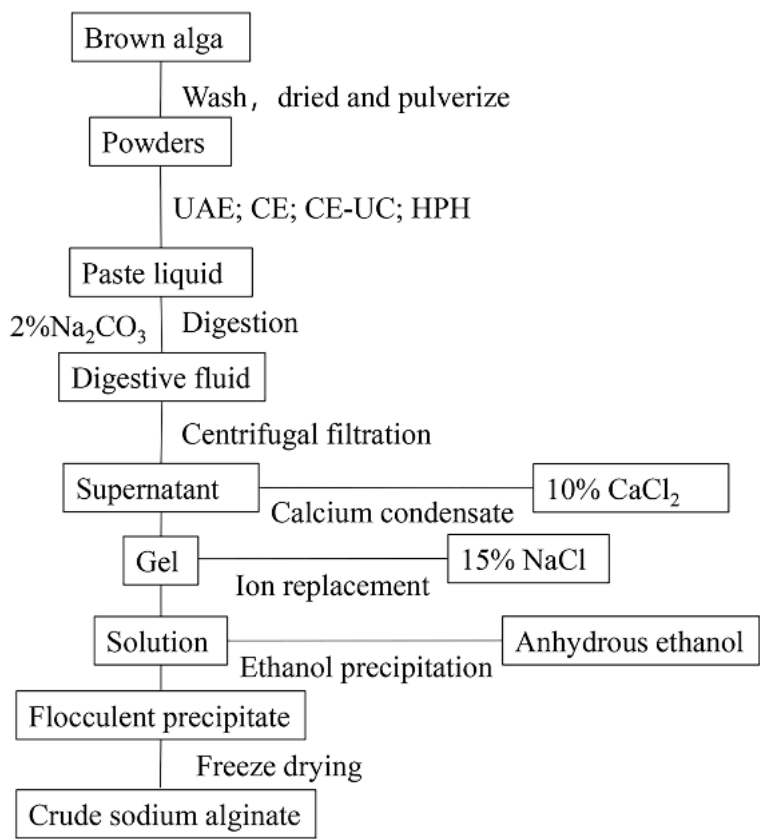 Brown alga
Wash, dried and pulverize
Powders
UAE; CE; CE-UC; HPH
Paste liquid
2%Na₂CO₃ Digestion
Digestive fluid
Centrifugal filtration
Supernatant 10% CaCl₂
Calcium condensate
Gel 15% NaCl
Ion replacement
Solution Anhydrous ethanol
Ethanol precipitation
Flocculent precipitate
Freeze drying
Crude sodium alginate